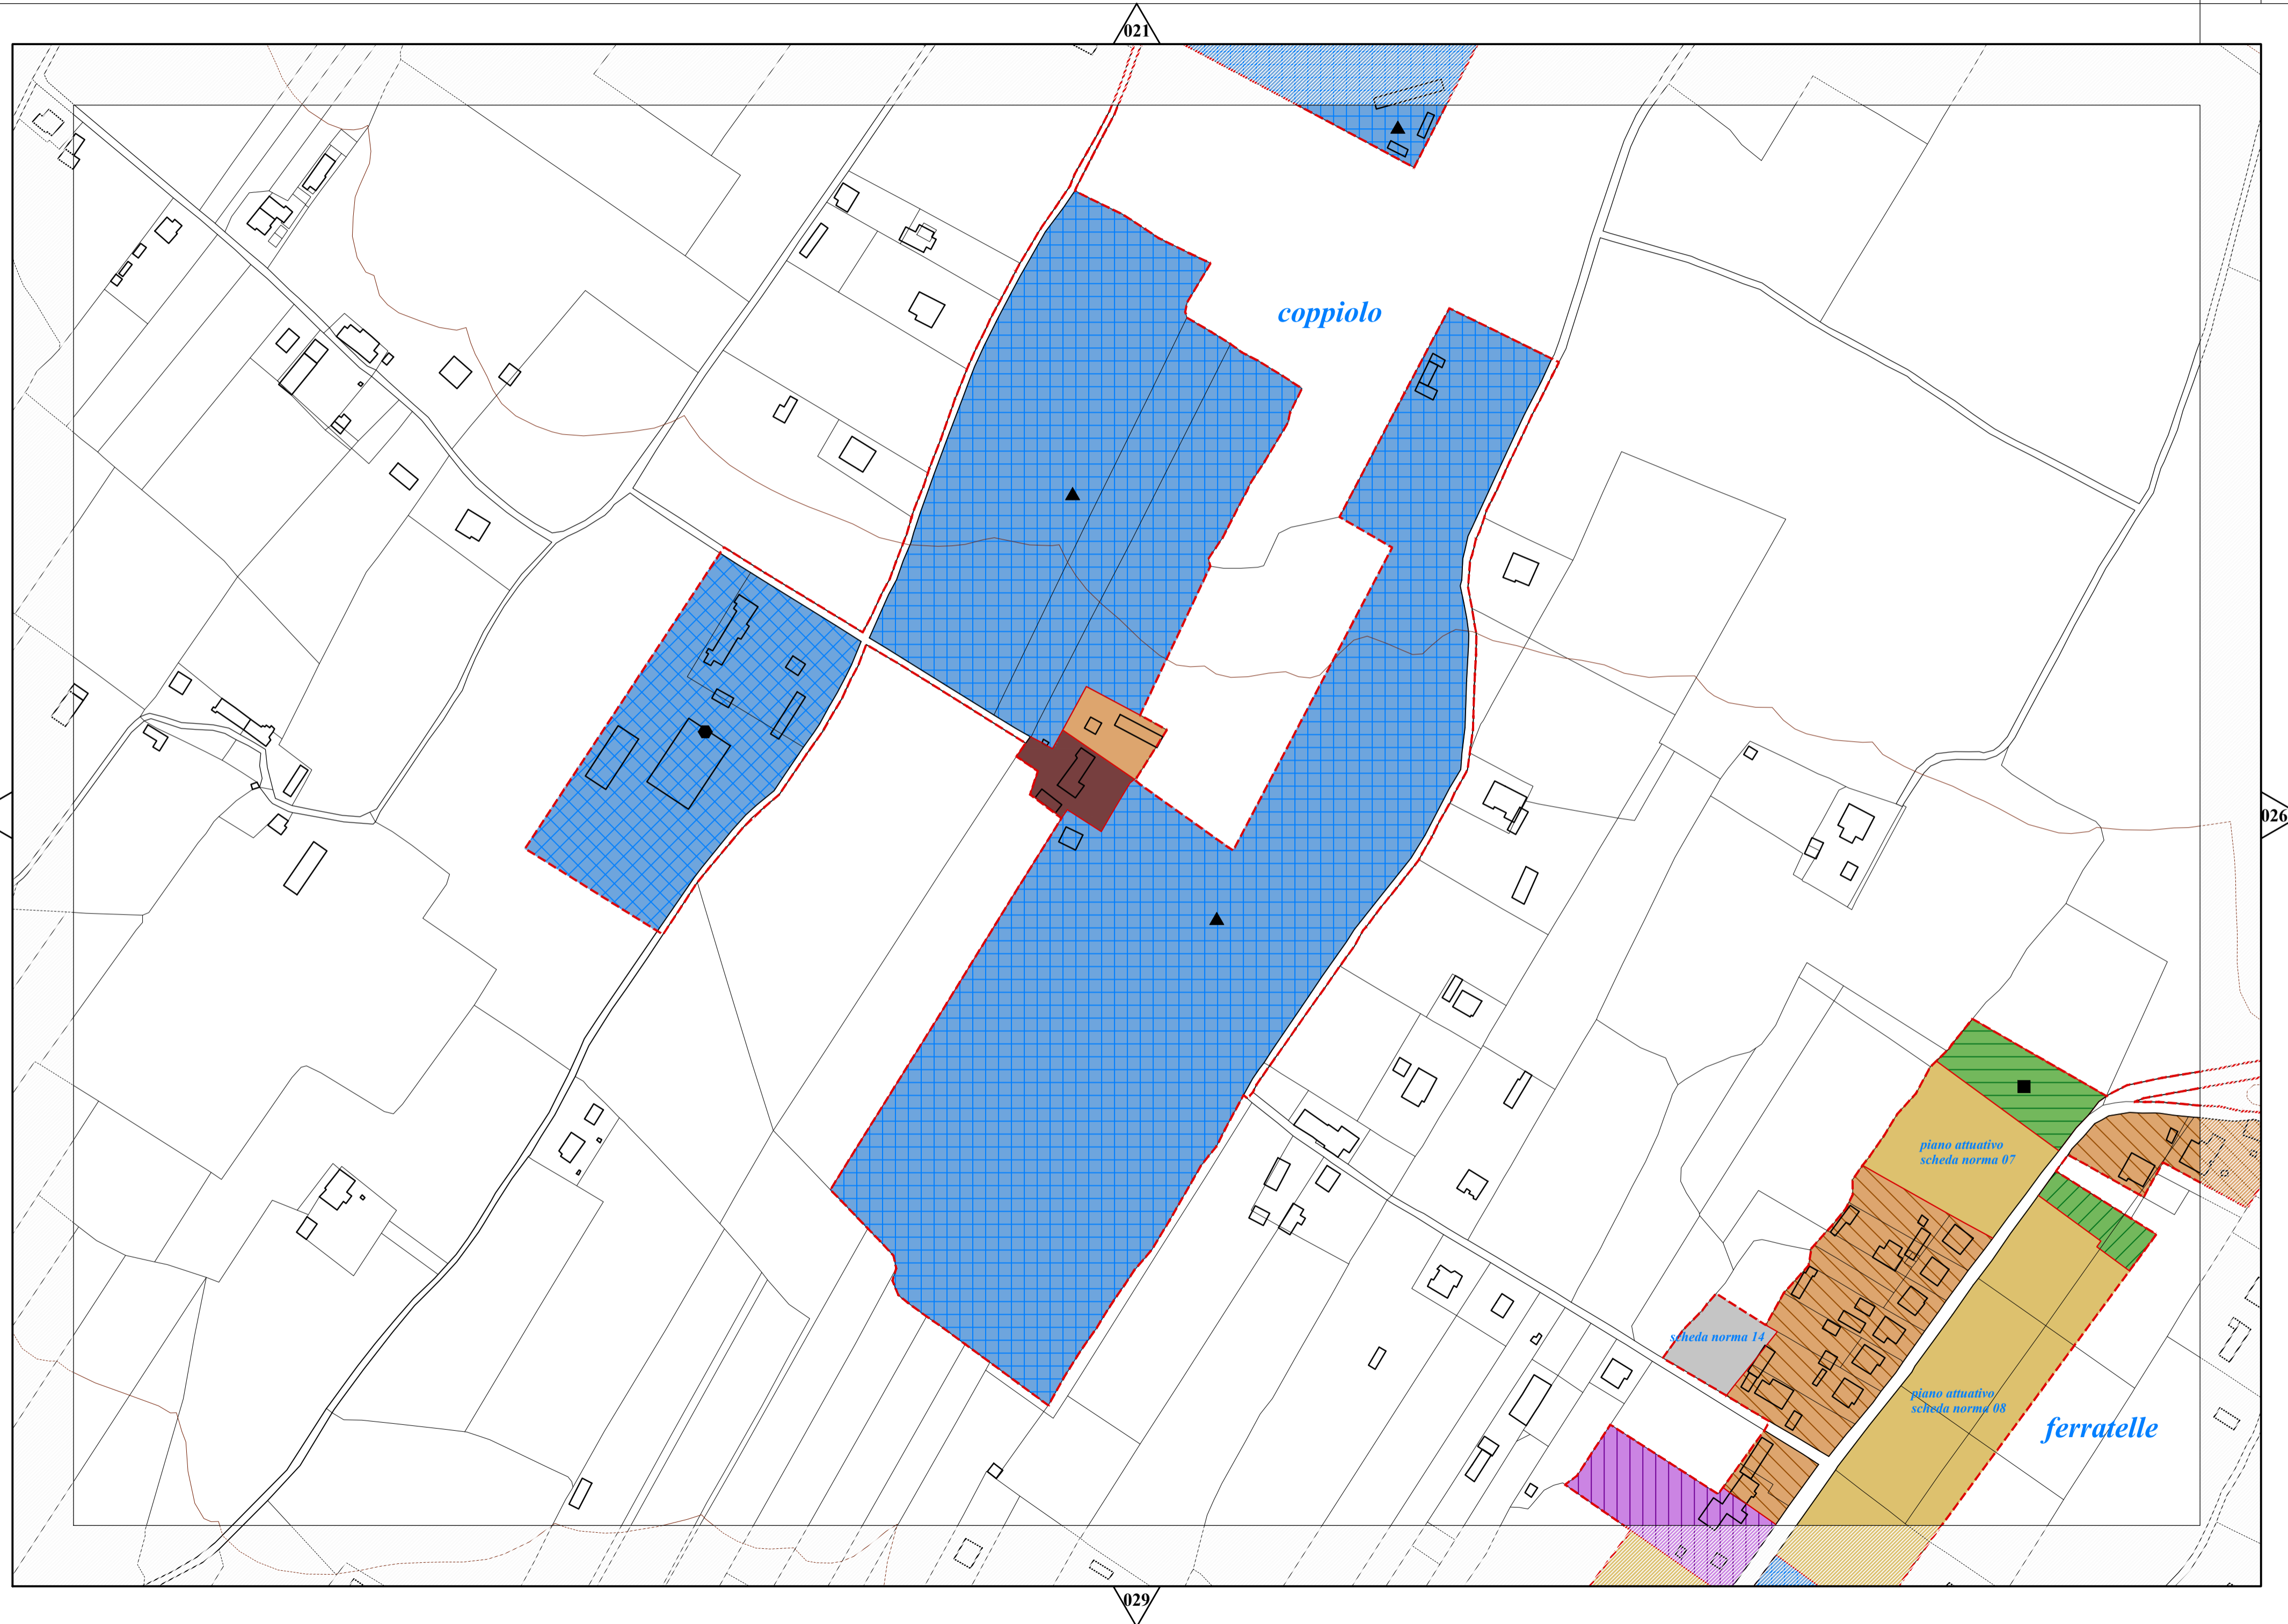 021
coppiolo
026
piano attuativo
scheda norma 07
scheda norma 14
piano attuativo
scheda norma 08
ferratelle
029